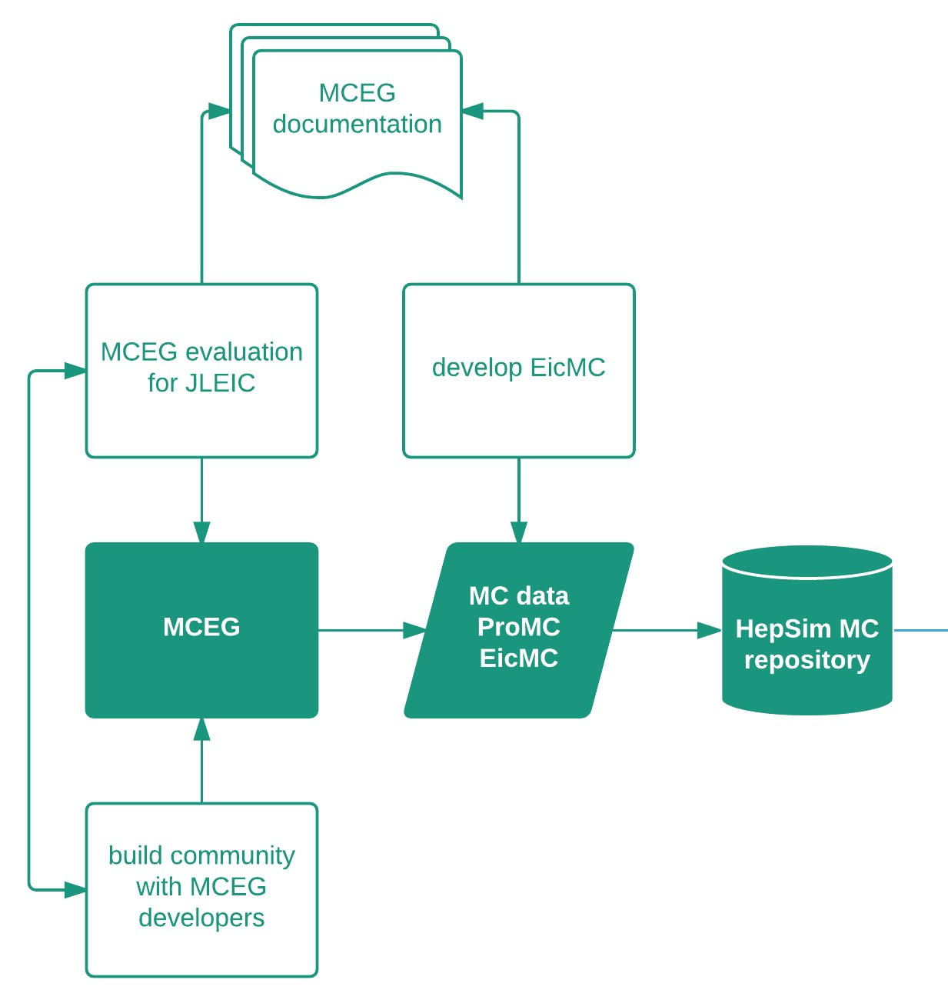 MCEG
documentation
MCEG evaluation
for JLEIC
develop EicMC
MCEG
MC data
ProMC
EicMC
HepSim MC
repository
build community
with MCEG
developers